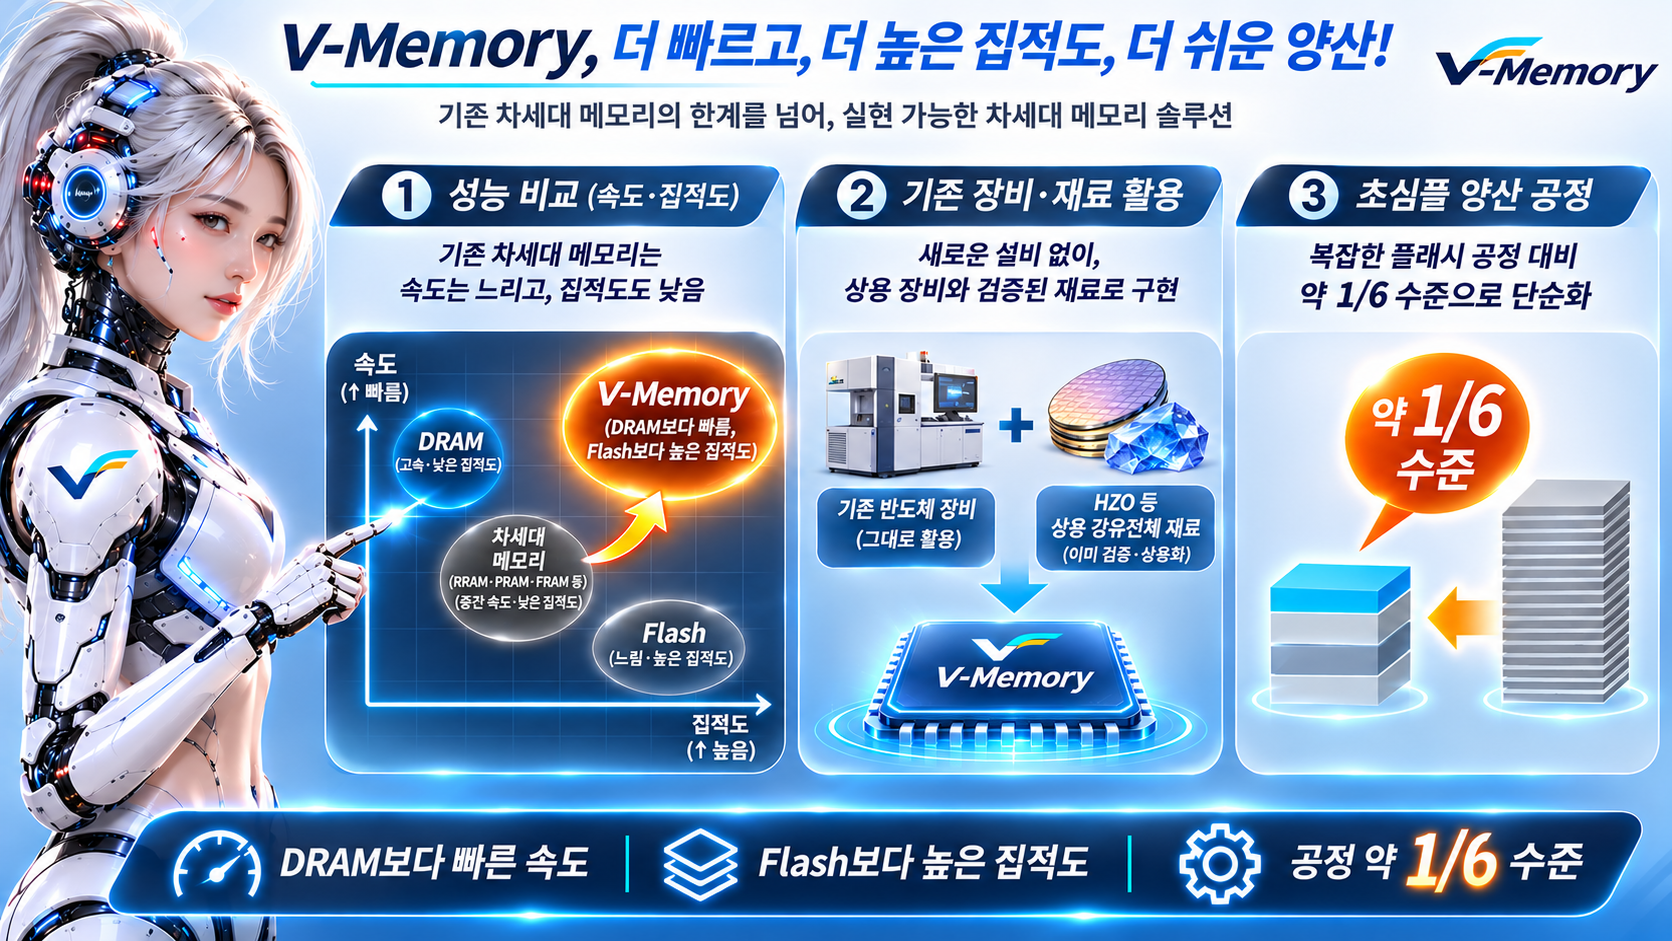 V-Memory, 더 빠르고, 더 높은 집적도, 더 쉬운 양산!
V-Memory
기존 차세대 메모리의 한계를 넘어, 실현 가능한 차세대 메모리 솔루션
1 성능 비교 (속도·집적도)
기존 차세대 메모리는
속도는 느리고, 집적도도 낮음
속도
(↑ 빠름)
DRAM
(고속·낮은 집적도)
V-Memory
(DRAM보다 빠름,
Flash보다 높은 집적도)
차세대
메모리
(RRAM·PRAM·FRAM 등)
(중간 속도·낮은 집적도)
Flash
(느림·높은 집적도)
집적도
(↑ 높음)
2 기존 장비·재료 활용
새로운 설비 없이,
상용 장비와 검증된 재료로 구현
+
기존 반도체 장비
(그대로 활용)
HZO 등
상용 강유전체 재료
(이미 검증·상용화)
V-Memory
3 초심플 양산 공정
복잡한 플래시 공정 대비
약 1/6 수준으로 단순화
약 1/6
수준
DRAM보다 빠른 속도
Flash보다 높은 집적도
공정 약 1/6 수준